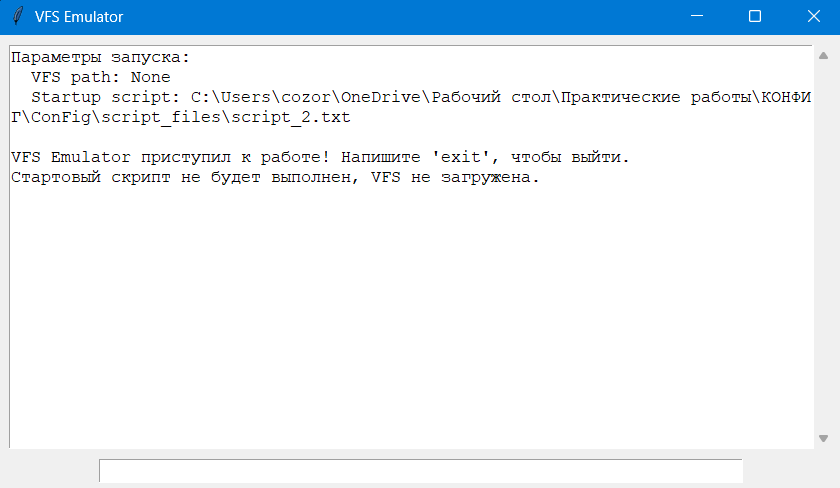 VFS Emulator
Параметры запуска:
  VFS path: None
  Startup script: C:\Users\cozor\OneDrive\Рабочий стол\Практические работы\КОНФИ
Г\ConFig\script_files\script_2.txt
VFS Emulator приступил к работе! Напишите 'exit', чтобы выйти.
Стартовый скрипт не будет выполнен, VFS не загружена.